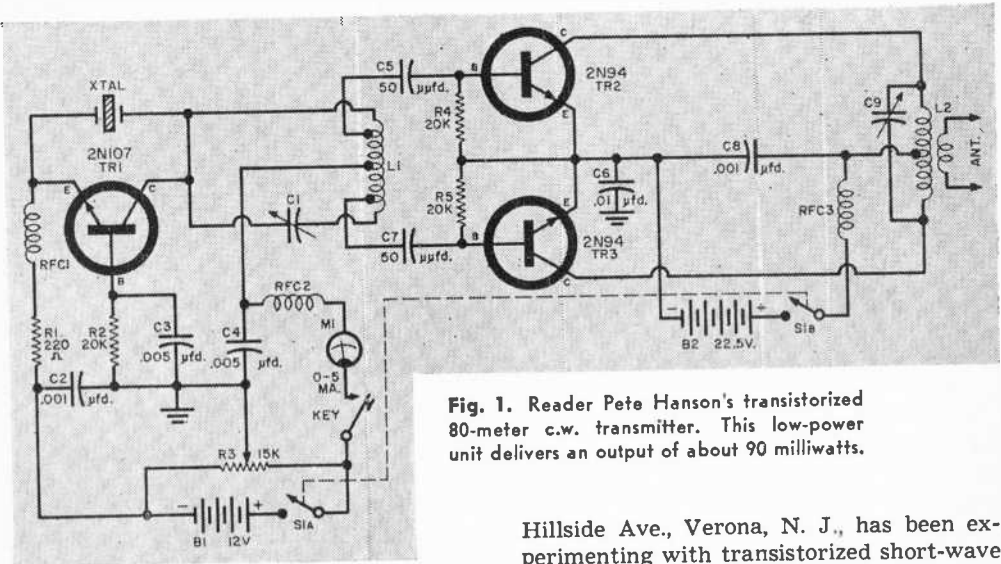 XTAL
2N107
TR1
E
C
B
RFC1
R1
220
Ω
R2
20K
C3
.005 µfd.
C2
.001 µfd.
C1
L1
C5
50 µµfd.
C7
50 µµfd.
R4
20K
R5
20K
B
C
E
2N94
TR2
B
E
C
2N94
TR3
C6
.01 µfd.
C8
.001 µfd.
C9
L2
ANT.
RFC3
RFC2
M1
0-5
MA.
KEY
C4
.005 µfd.
R3 15K
- +
B1 12V
S1A
- +
B2 22.5V.
S1B
Fig. 1. Reader Pete Hanson's transistorized
80-meter c.w. transmitter. This low-power
unit delivers an output of about 90 milliwatts.
Hillside Ave., Verona, N. J., has been ex-
perimenting with transistorized short-wave